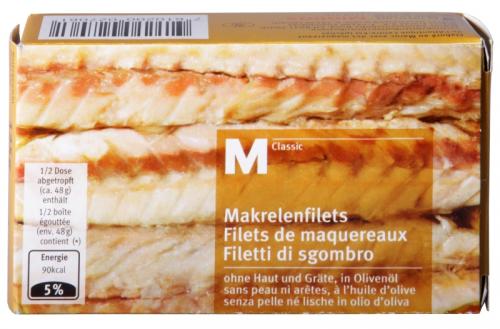 M Classic
Makrelenfilets
Filets de maquereaux
Filetti di sgombro
ohne Haut und Gräte, in Olivenöl
sans peau ni arêtes, à l'huile d'olive
senza pelle né lische in olio d'oliva
1/2 Dose
abgetropft
(ca. 48 g)
enthält
1/2 boîte
égouttée
(env. 48 g)
contient (*)
Energie
90kcal
5%